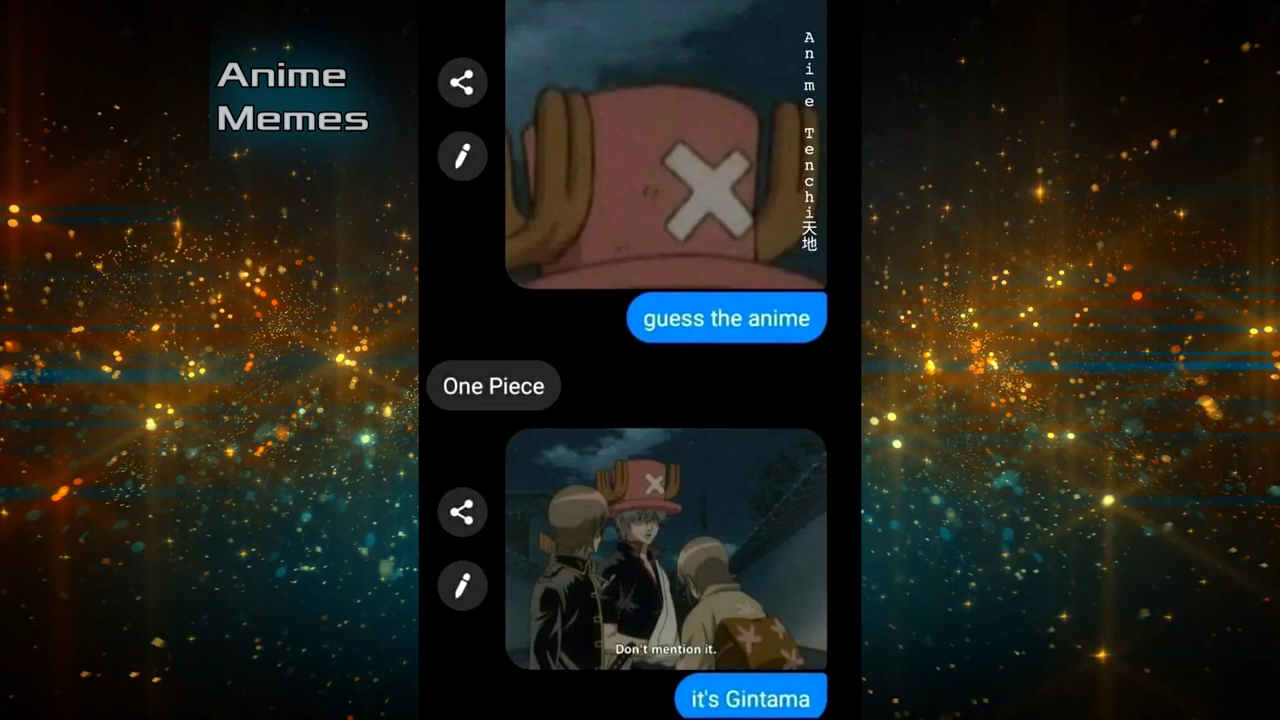 Anime
Memes
Anime Tenchi天地
guess the anime
One Piece
Don't mention it.
it's Gintama